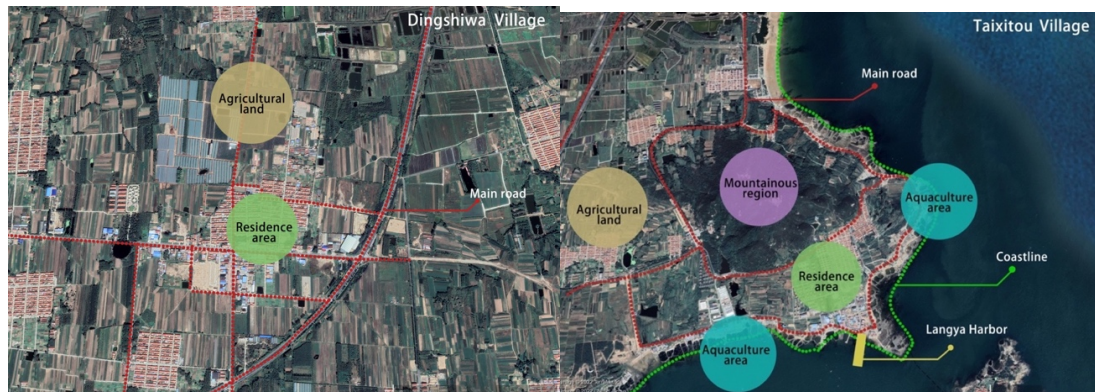 Dingshiwa Village
Agricultural
land
Main road
Residence
area
Taixitou Village
Main road
Mountainous
region
Agricultural
land
Aquaculture
area
Coastline
Residence
area
Langya Harbor
Aquaculture
area